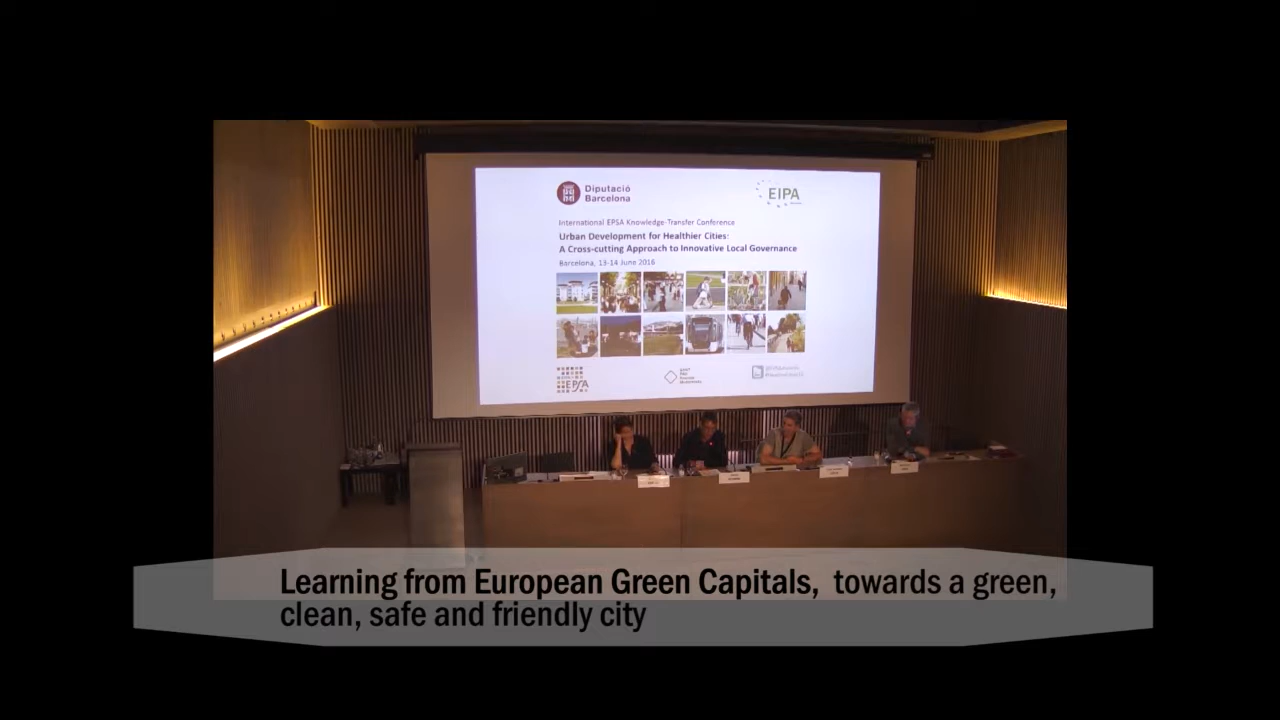 Diputació
Barcelona
EIPA
International EPSA Knowledge-Transfer Conference
Urban Development for Healthier Cities:
A Cross-cutting Approach to Innovative Local Governance
Barcelona, 13-14 June 2016
EPSA
Learning from European Green Capitals, towards a green,
clean, safe and friendly city